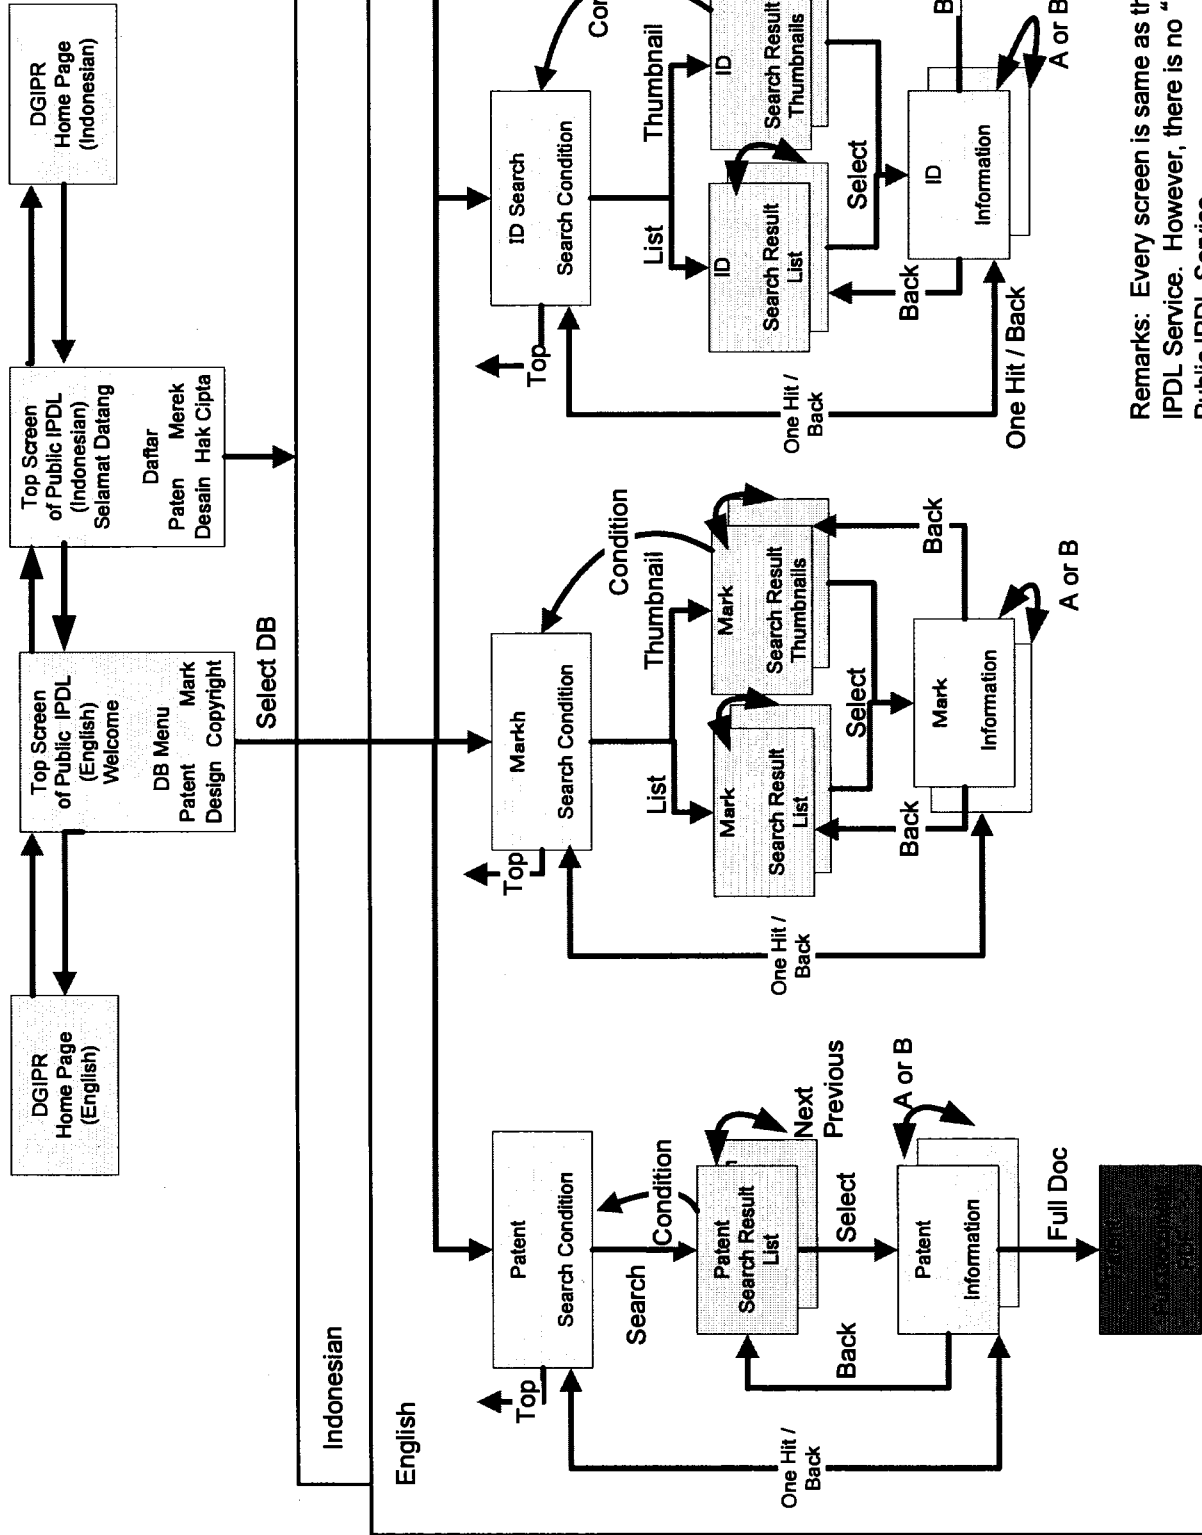 DGIPR
Home Page
(English)
Top Screen
of Public IPDL
(English)
Welcome
DB Menu
Patent Mark
Design Copyright
Top Screen
of Public IPDL
(Indonesian)
Selamat Datang
Daftar
Paten Merek
Desain Hak Cipta
DGIPR
Home Page
(Indonesian)
Select DB
Indonesian
English
Patent
Search Condition
Top
Search
Condition
Patent
Search Result
List
Next
Previous
Select
Back
One Hit /
Back
Patent
Information
A or B
Full Doc
Markh
Search Condition
Top
Condition
List
Thumbnail
Mark
Search Result
List
Mark
Search Result
Thumbnails
Select
Back
Back
One Hit /
Back
Mark
Information
A or B
ID Search
Search Condition
Top
Co
List
Thumbnail
ID
Search Result
List
ID
Search Result
Thumbnails
Select
Back
B
One Hit /
Back
ID
Information
A or B
One Hit / Back
Remarks: Every screen is same as th
IPDL Service. However, there is no “
Public IPDL Service